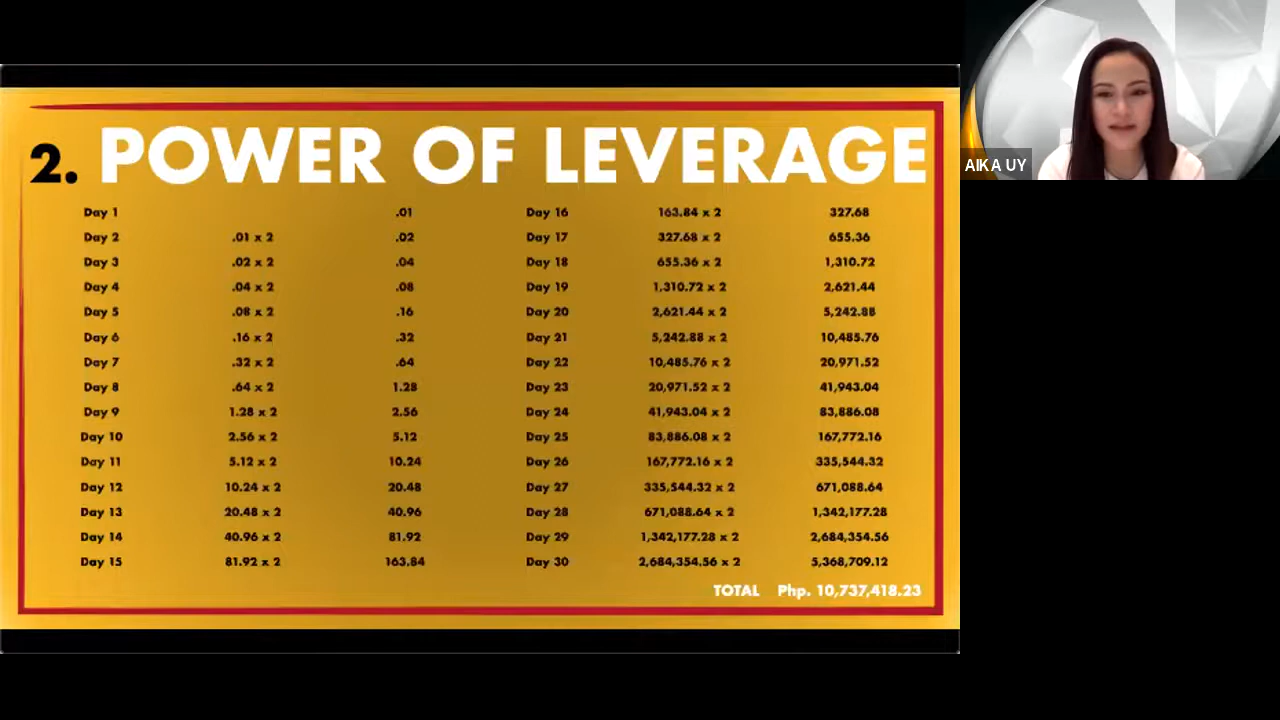 2. POWER OF LEVERAGE
Day 1 .01
Day 2 .01 x 2 .02
Day 3 .02 x 2 .04
Day 4 .04 x 2 .08
Day 5 .08 x 2 .16
Day 6 .16 x 2 .32
Day 7 .32 x 2 .64
Day 8 .64 x 2 1.28
Day 9 1.28 x 2 2.56
Day 10 2.56 x 2 5.12
Day 11 5.12 x 2 10.24
Day 12 10.24 x 2 20.48
Day 13 20.48 x 2 40.96
Day 14 40.96 x 2 81.92
Day 15 81.92 x 2 163.84
Day 16 163.84 x 2 327.68
Day 17 327.68 x 2 655.36
Day 18 655.36 x 2 1,310.72
Day 19 1,310.72 x 2 2,621.44
Day 20 2,621.44 x 2 5,242.88
Day 21 5,242.88 x 2 10,485.76
Day 22 10,485.76 x 2 20,971.52
Day 23 20,971.52 x 2 41,943.04
Day 24 41,943.04 x 2 83,886.08
Day 25 83,886.08 x 2 167,772.16
Day 26 167,772.16 x 2 335,544.32
Day 27 335,544.32 x 2 671,088.64
Day 28 671,088.64 x 2 1,342,177.28
Day 29 1,342,177.28 x 2 2,684,354.56
Day 30 2,684,354.56 x 2 5,368,709.12
TOTAL Php. 10,737,418.23
AIKA UY